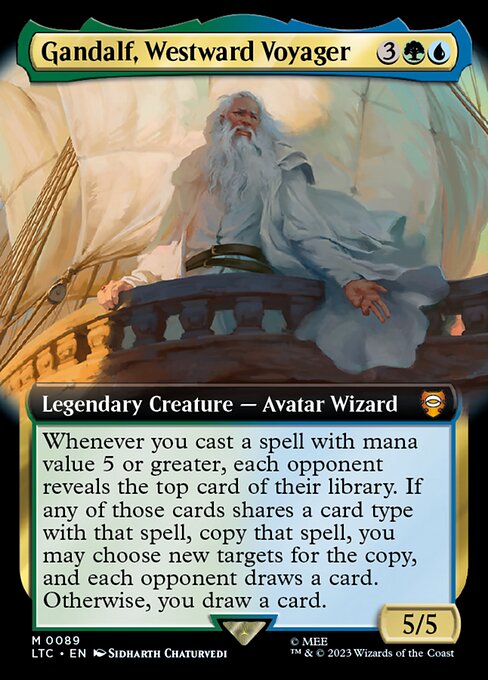 Gandalf, Westward Voyager 3
Legendary Creature — Avatar Wizard
Whenever you cast a spell with mana
value 5 or greater, each opponent
reveals the top card of their library. If
any of those cards shares a card type
with that spell, copy that spell, you
may choose new targets for the copy,
and each opponent draws a card.
Otherwise, you draw a card.
5/5
M 0089
LTC • EN Sidharth Chaturvedi
© MEE
™ & © 2023 Wizards of the Coast